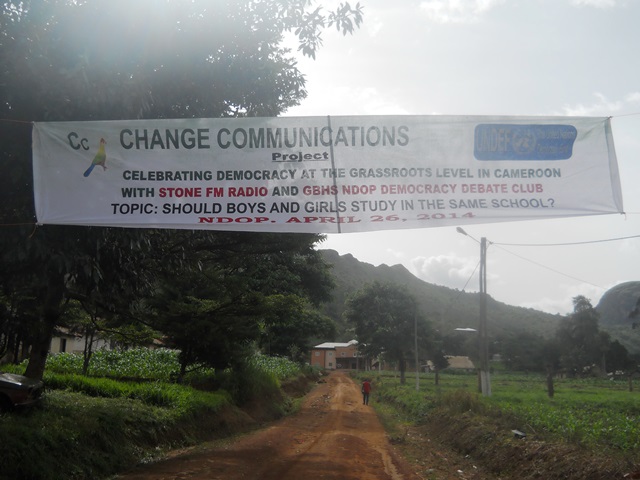 Cc CHANGE COMMUNICATIONS
Project
UNDEF
CELEBRATING DEMOCRACY AT THE GRASSROOTS LEVEL IN CAMEROON
WITH STONE FM RADIO AND GBHS NDOP DEMOCRACY DEBATE CLUB
TOPIC: SHOULD BOYS AND GIRLS STUDY IN THE SAME SCHOOL?
NDOP, APRIL 26, 2014